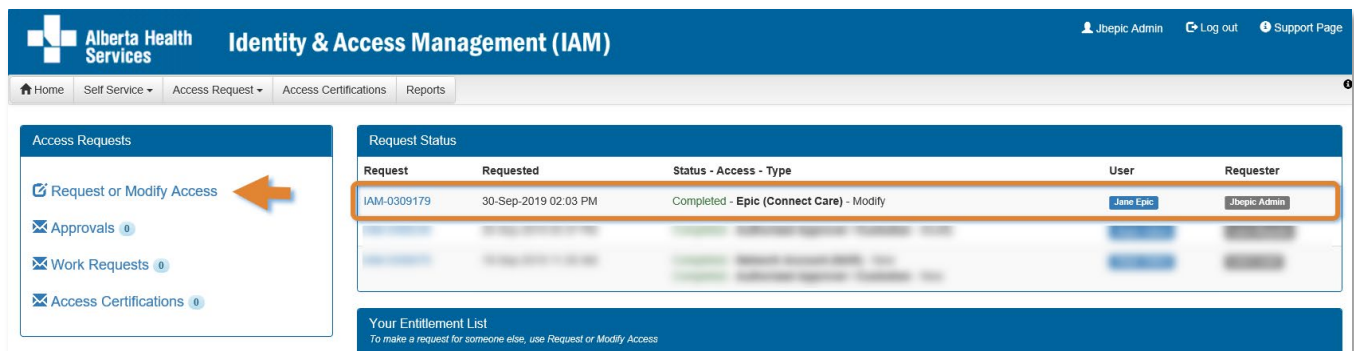 Alberta Health Services
Identity & Access Management (IAM)
Jbepic Admin Log out Support Page
Home Self Service Access Request Access Certifications Reports
Access Requests
Request or Modify Access
Approvals 0
Work Requests 0
Access Certifications 0
Request Status
Request Requested Status - Access - Type User Requester
IAM-0309179 30-Sep-2019 02:03 PM Completed - Epic (Connect Care) - Modify Jane Epic Jbepic Admin
Your Entitlement List
To make a request for someone else, use Request or Modify Access